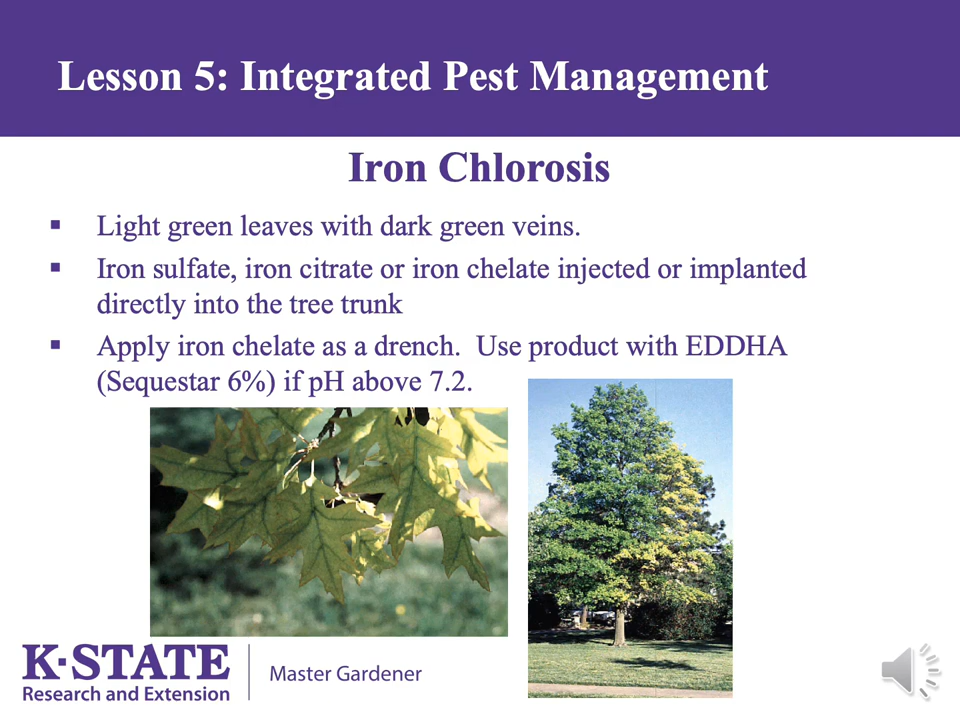 Lesson 5: Integrated Pest Management
Iron Chlorosis
▪ Light green leaves with dark green veins.
▪ Iron sulfate, iron citrate or iron chelate injected or implanted
directly into the tree trunk
▪ Apply iron chelate as a drench.  Use product with EDDHA
(Sequestar 6%) if pH above 7.2.
K-STATE
Research and Extension
Master Gardener